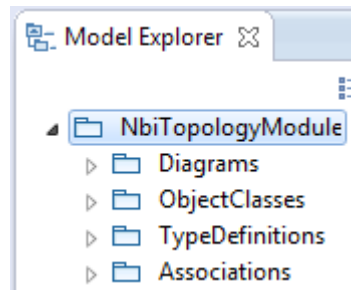 Model Explorer
NbiTopologyModule
Diagrams
ObjectClasses
TypeDefinitions
Associations